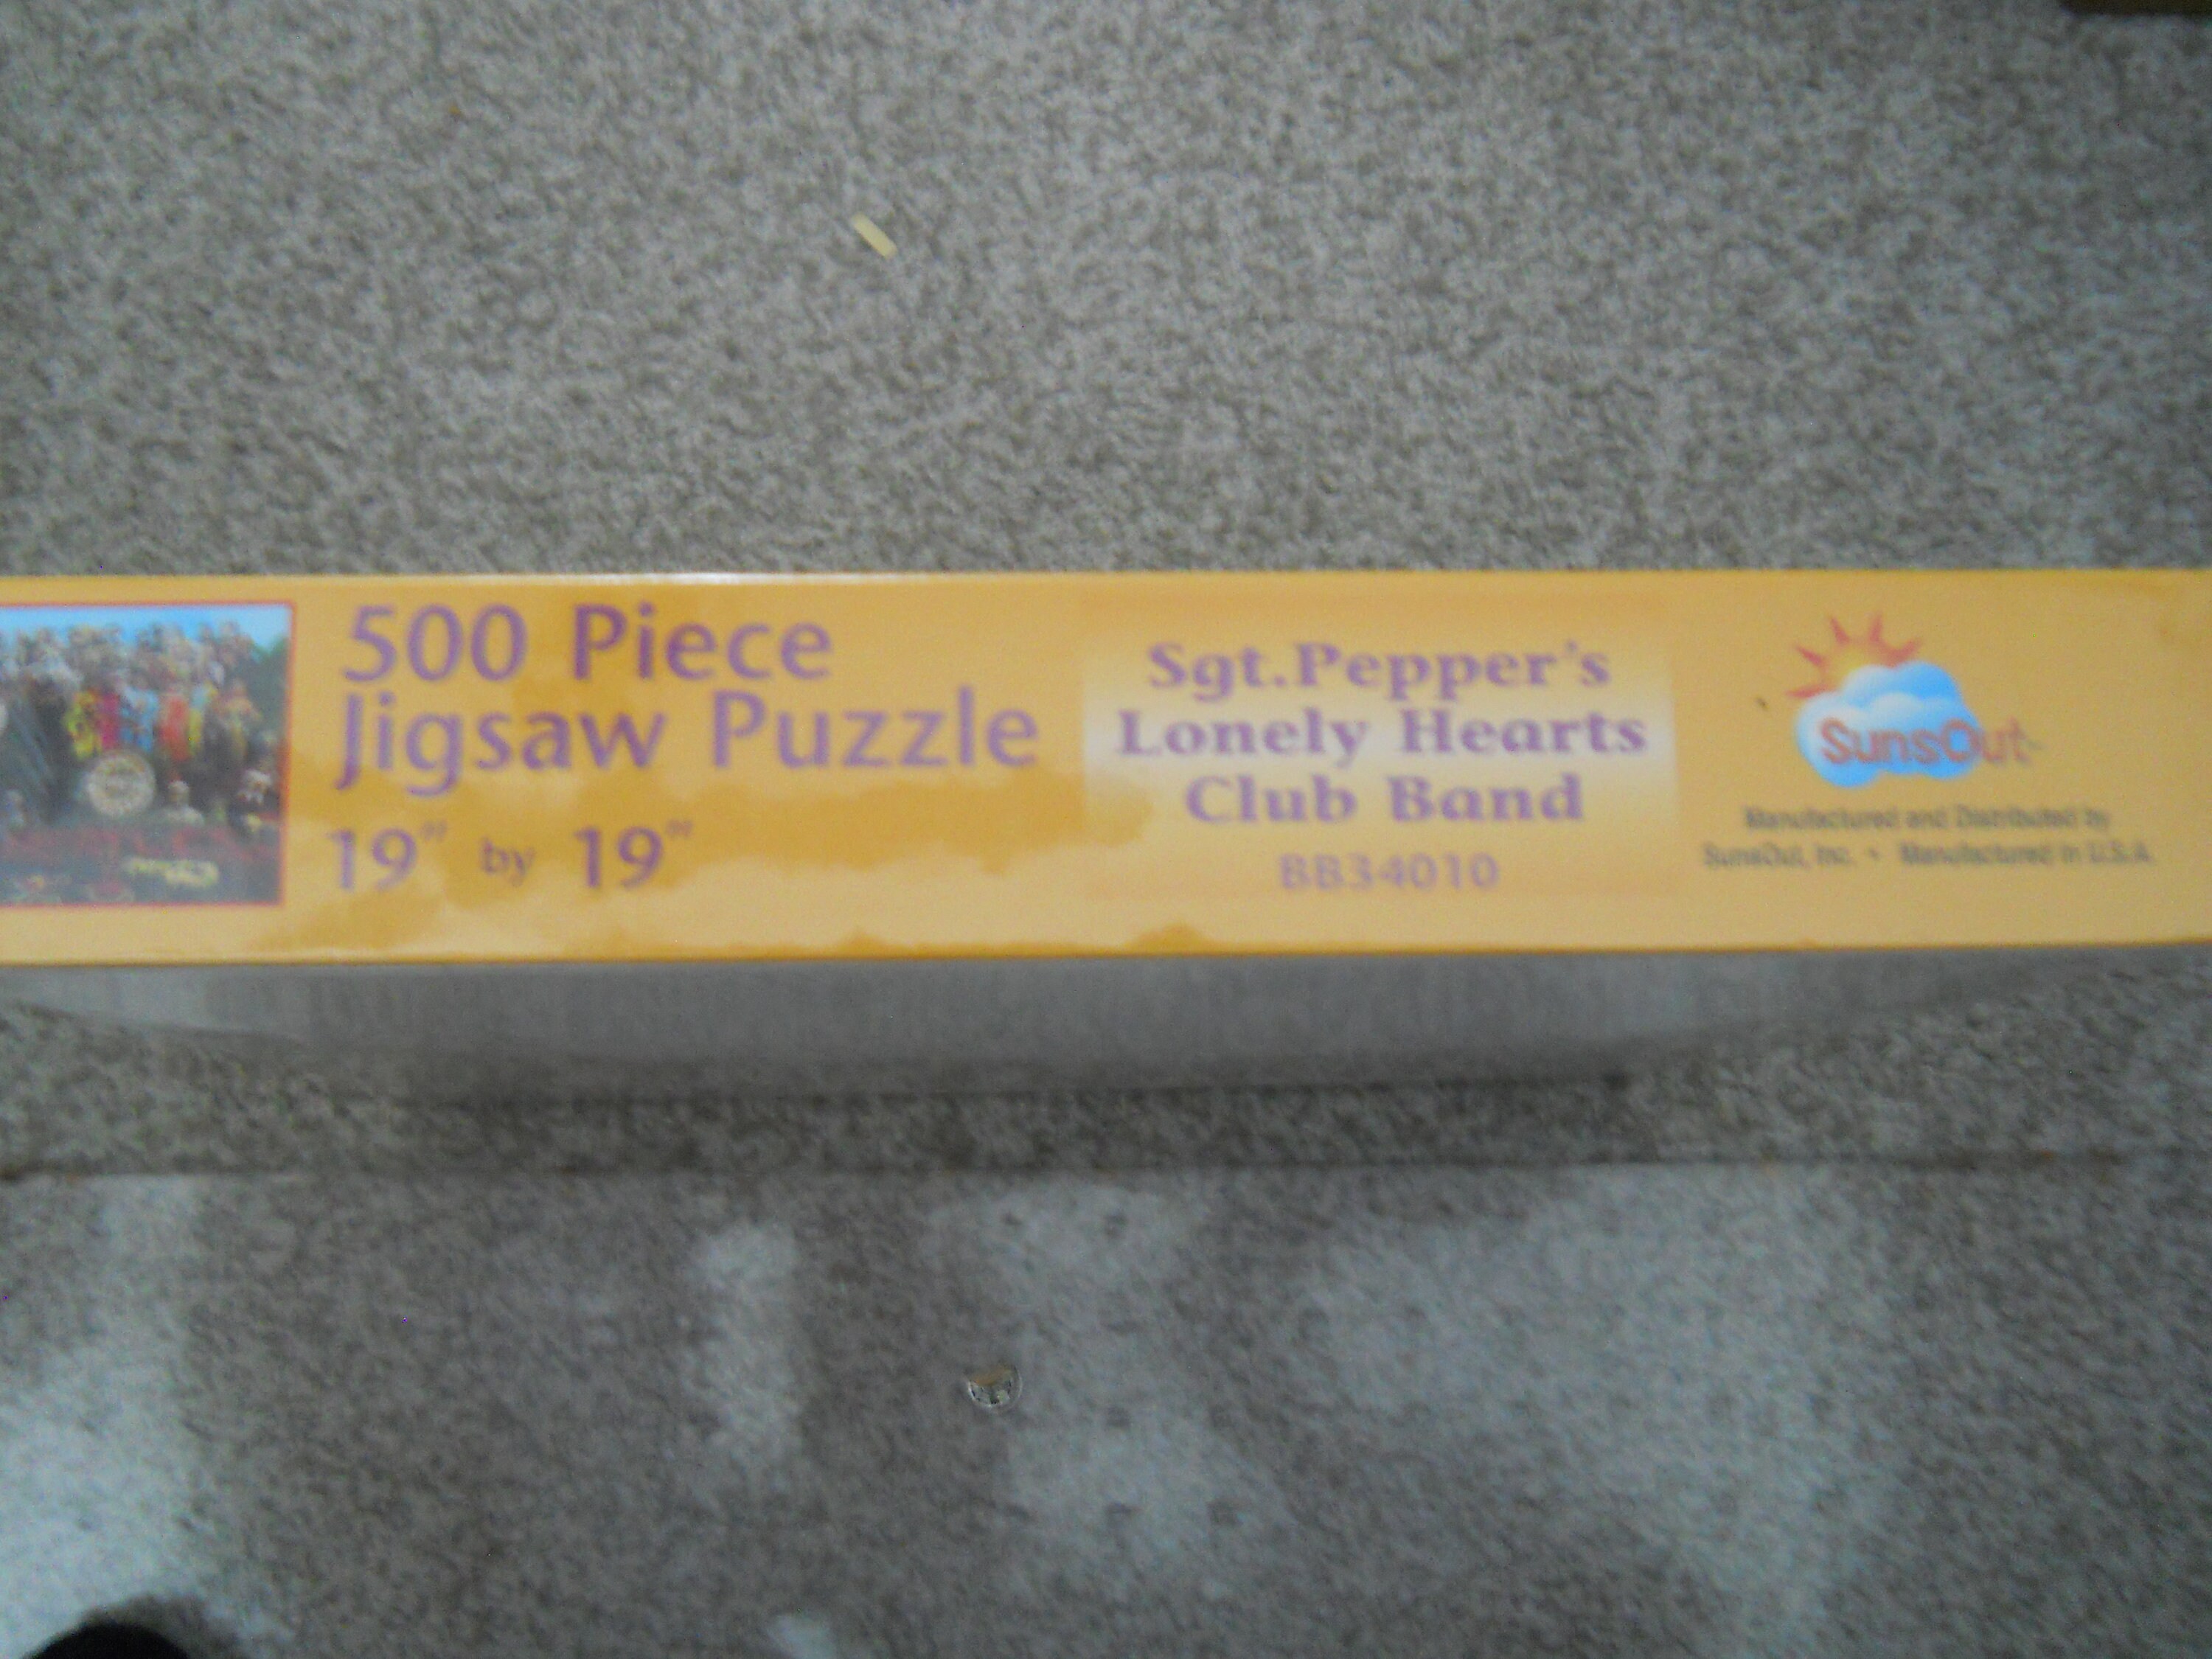 500 Piece
Jigsaw Puzzle
19" by 19"
Sgt.Pepper's
Lonely Hearts
Club Band
BB34010
SunsOut
Manufactured and Distributed by
SunsOut, Inc. • Manufactured in U.S.A.